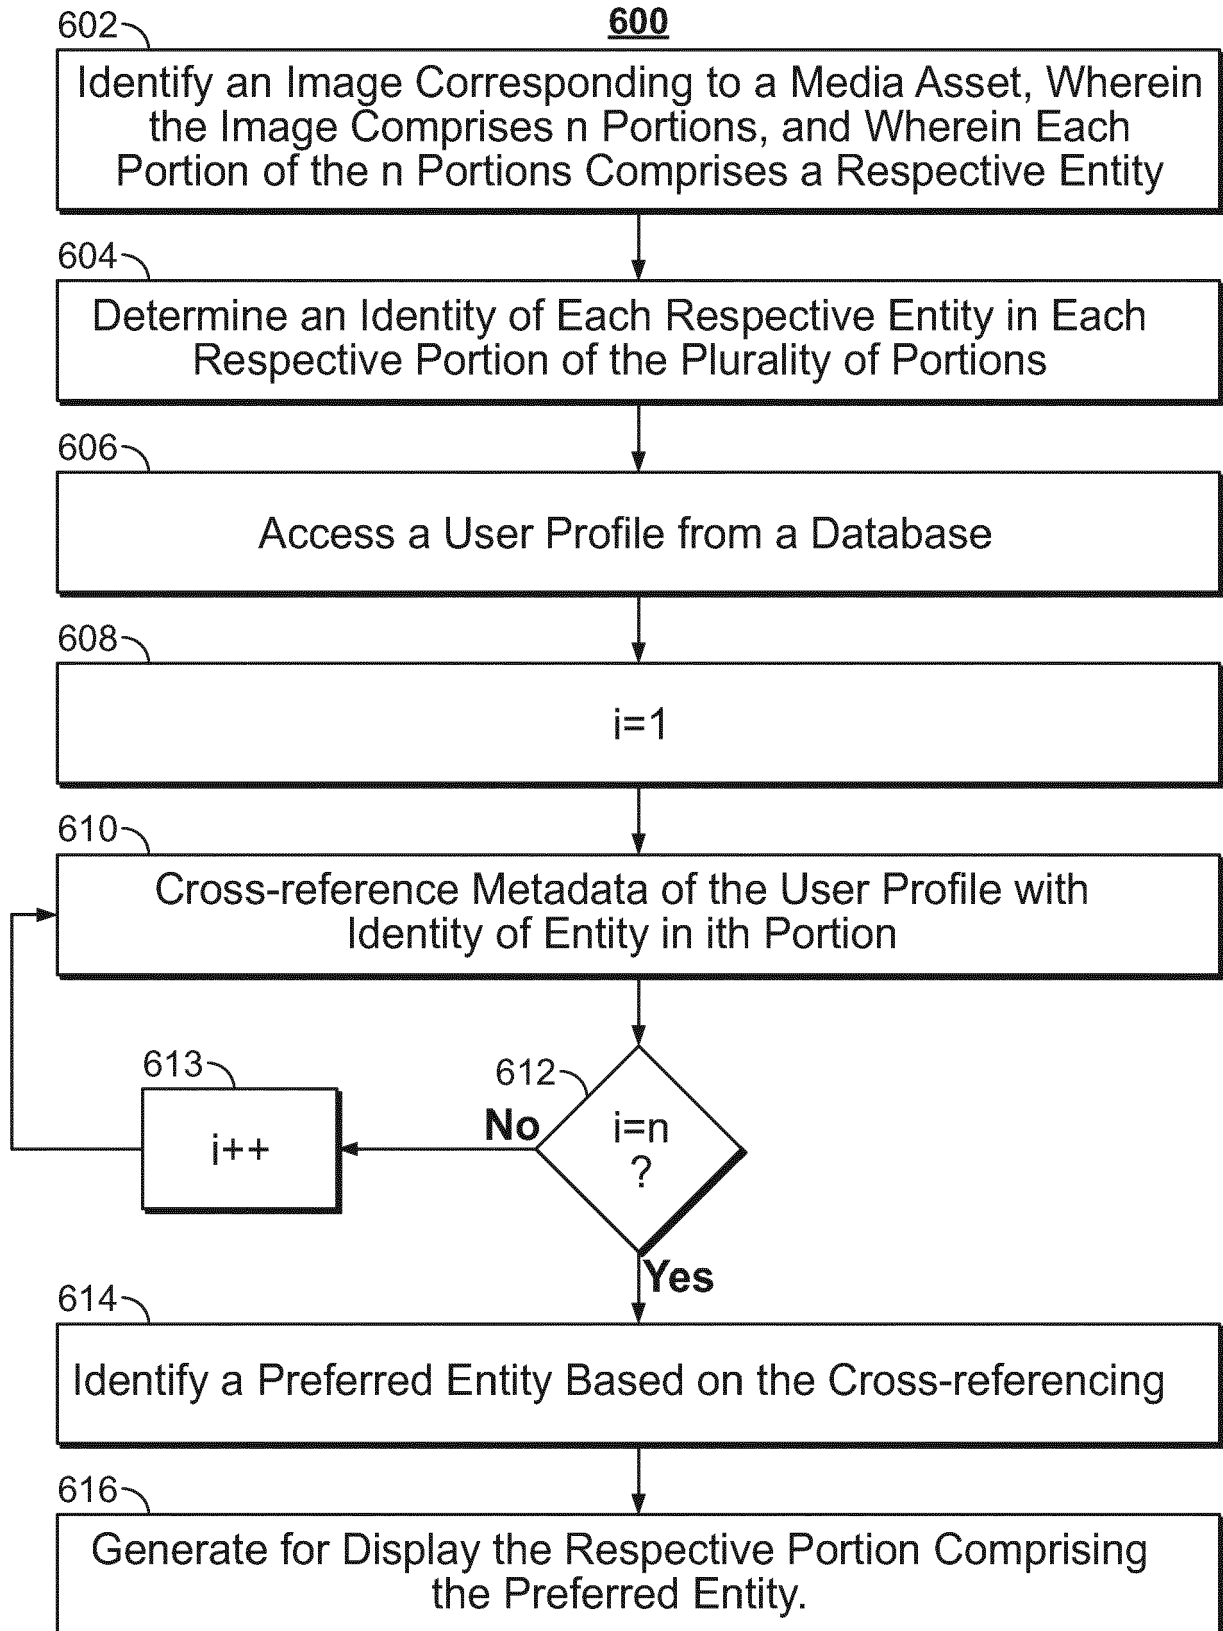 600
602
Identify an Image Corresponding to a Media Asset, Wherein
the Image Comprises n Portions, and Wherein Each
Portion of the n Portions Comprises a Respective Entity
604
Determine an Identity of Each Respective Entity in Each
Respective Portion of the Plurality of Portions
606
Access a User Profile from a Database
608
i=1
610
Cross-reference Metadata of the User Profile with
Identity of Entity in ith Portion
612
i=n
?
No
613
i++
Yes
614
Identify a Preferred Entity Based on the Cross-referencing
616
Generate for Display the Respective Portion Comprising
the Preferred Entity.